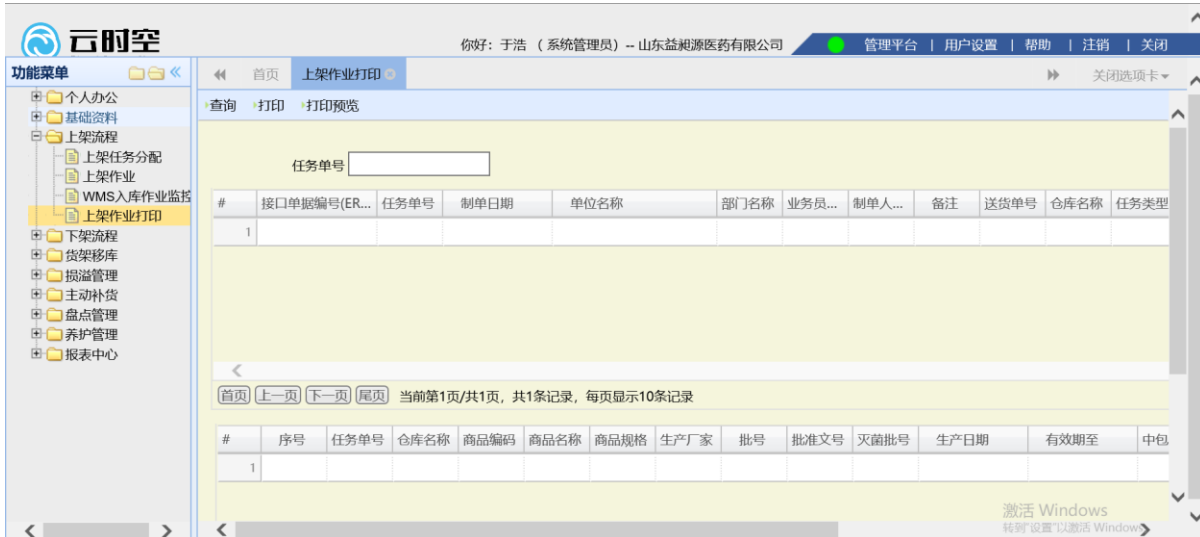 云时空
你好：于浩 （ 系统管理员）-- 山东益昶源医药有限公司
管理平台 | 用户设置 | 帮助 | 注销 | 关闭
功能菜单
首页 上架作业打印
关闭选项卡
个人办公
基础资料
上架流程
上架任务分配
上架作业
WMS入库作业监控
上架作业打印
下架流程
货架移库
损溢管理
主动补货
盘点管理
养护管理
报表中心
查询 打印 打印预览
任务单号
# 接口单据编号(ER... 任务单号 制单日期 单位名称 部门名称 业务员... 制单人... 备注 送货单号 仓库名称 任务类型
1
首页 上一页 下一页 尾页 当前第1页/共1页，共1条记录，每页显示10条记录
# 序号 任务单号 仓库名称 商品编码 商品名称 商品规格 生产厂家 批号 批准文号 灭菌批号 生产日期 有效期至 中包
1
激活 Windows
转到"设置"以激活 Windows